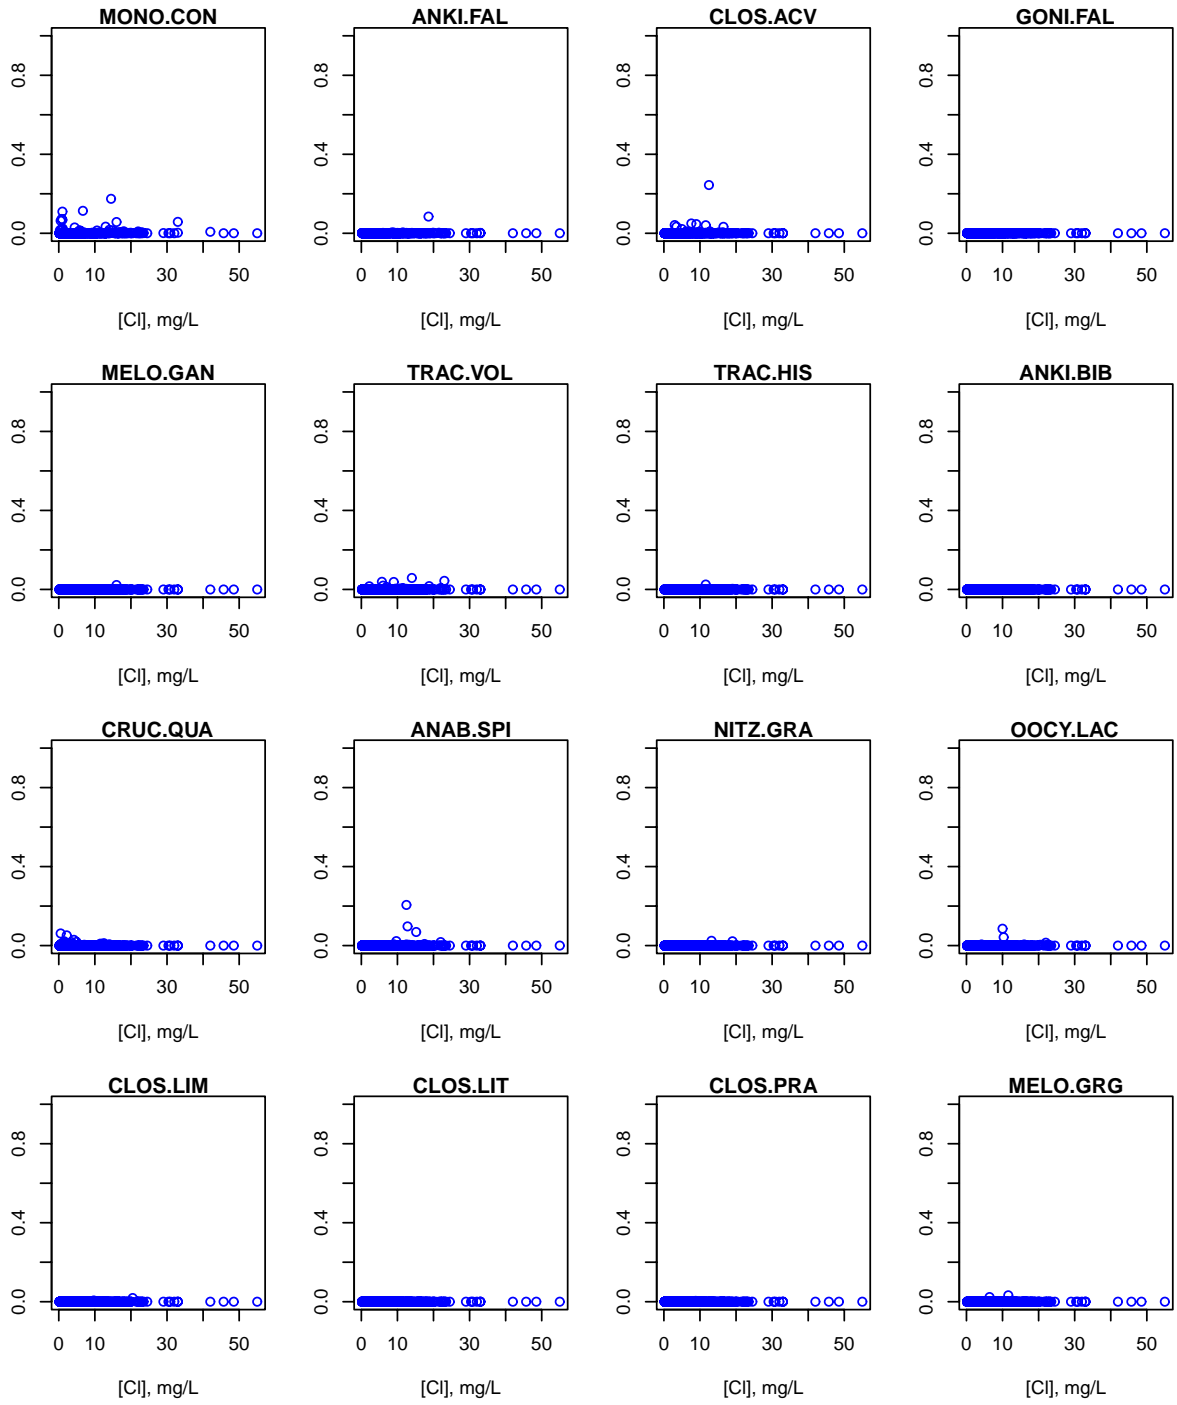 MONO.CON ANKI.FAL CLOS.ACV GONI.FAL
0.8 0.8 0.8 0.8
0.4 0.4 0.4 0.4
0.0 0.0 0.0 0.0
0 10 30 50 0 10 30 50 0 10 30 50 0 10 30 50
[Cl], mg/L [Cl], mg/L [Cl], mg/L [Cl], mg/L
MELO.GAN TRAC.VOL TRAC.HIS ANKI.BIB
0.8 0.8 0.8 0.8
0.4 0.4 0.4 0.4
0.0 0.0 0.0 0.0
0 10 30 50 0 10 30 50 0 10 30 50 0 10 30 50
[Cl], mg/L [Cl], mg/L [Cl], mg/L [Cl], mg/L
CRUC.QUA ANAB.SPI NITZ.GRA OOCY.LAC
0.8 0.8 0.8 0.8
0.4 0.4 0.4 0.4
0.0 0.0 0.0 0.0
0 10 30 50 0 10 30 50 0 10 30 50 0 10 30 50
[Cl], mg/L [Cl], mg/L [Cl], mg/L [Cl], mg/L
CLOS.LIM CLOS.LIT CLOS.PRA MELO.GRG
0.8 0.8 0.8 0.8
0.4 0.4 0.4 0.4
0.0 0.0 0.0 0.0
0 10 30 50 0 10 30 50 0 10 30 50 0 10 30 50
[Cl], mg/L [Cl], mg/L [Cl], mg/L [Cl], mg/L